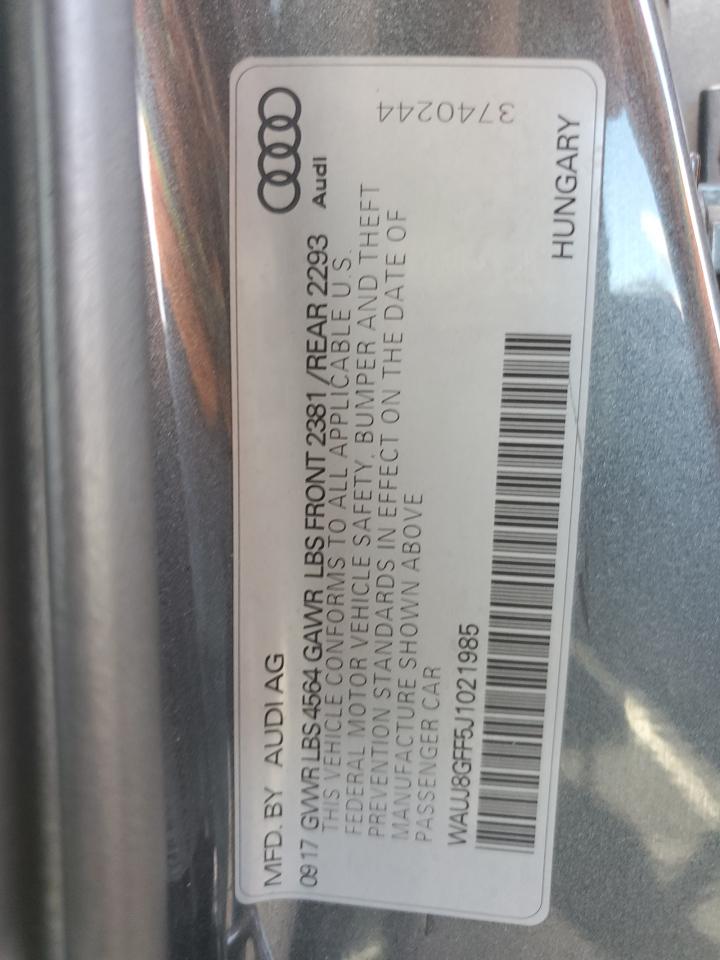 MFD. BY AUDI AG
Audi
0917 GVWR LBS 4564 GAWR LBS FRONT 2381 /REAR 2293
THIS VEHICLE CONFORMS TO ALL APPLICABLE U.S.
FEDERAL MOTOR VEHICLE SAFETY, BUMPER AND THEFT
PREVENTION STANDARDS IN EFFECT ON THE DATE OF
MANUFACTURE SHOWN ABOVE
PASSENGER CAR
WAUJ8GFF5J1021985
HUNGARY
3740244